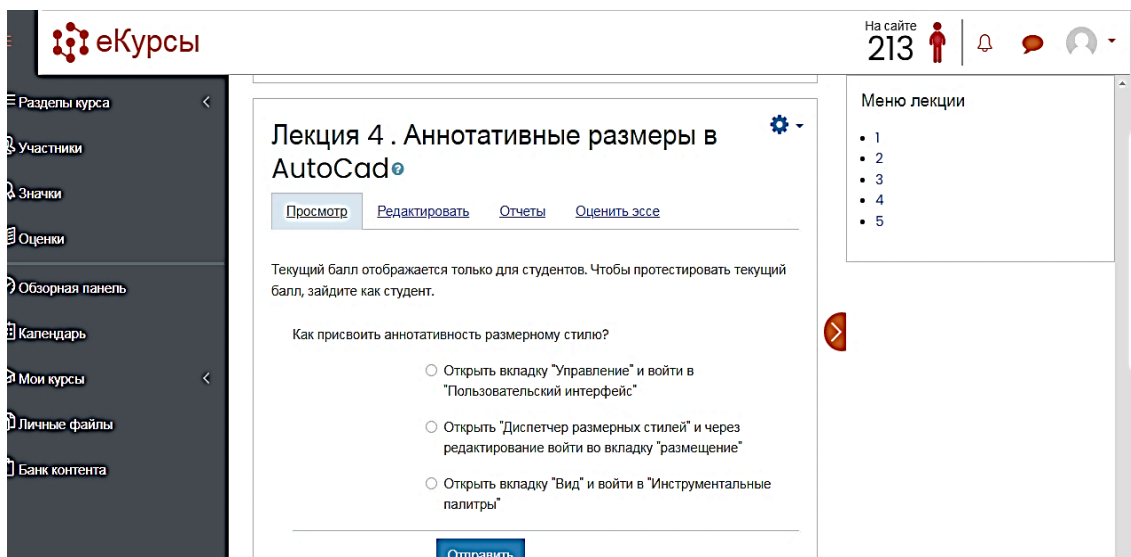 еКурсы
На сайте
213
Разделы курса
Участники
Значки
Оценки
Обзорная панель
Календарь
Мои курсы
Личные файлы
Банк контента
Лекция 4 . Аннотативные размеры в
AutoCad
Просмотр Редактировать Отчеты Оценить эссе
Текущий балл отображается только для студентов. Чтобы протестировать текущий
балл, зайдите как студент.
Как присвоить аннотативность размерному стилю?
Открыть вкладку "Управление" и войти в
"Пользовательский интерфейс"
Открыть "Диспетчер размерных стилей" и через
редактирование войти во вкладку "размещение"
Открыть вкладку "Вид" и войти в "Инструментальные
палитры"
Отправить
Меню лекции
1
2
3
4
5